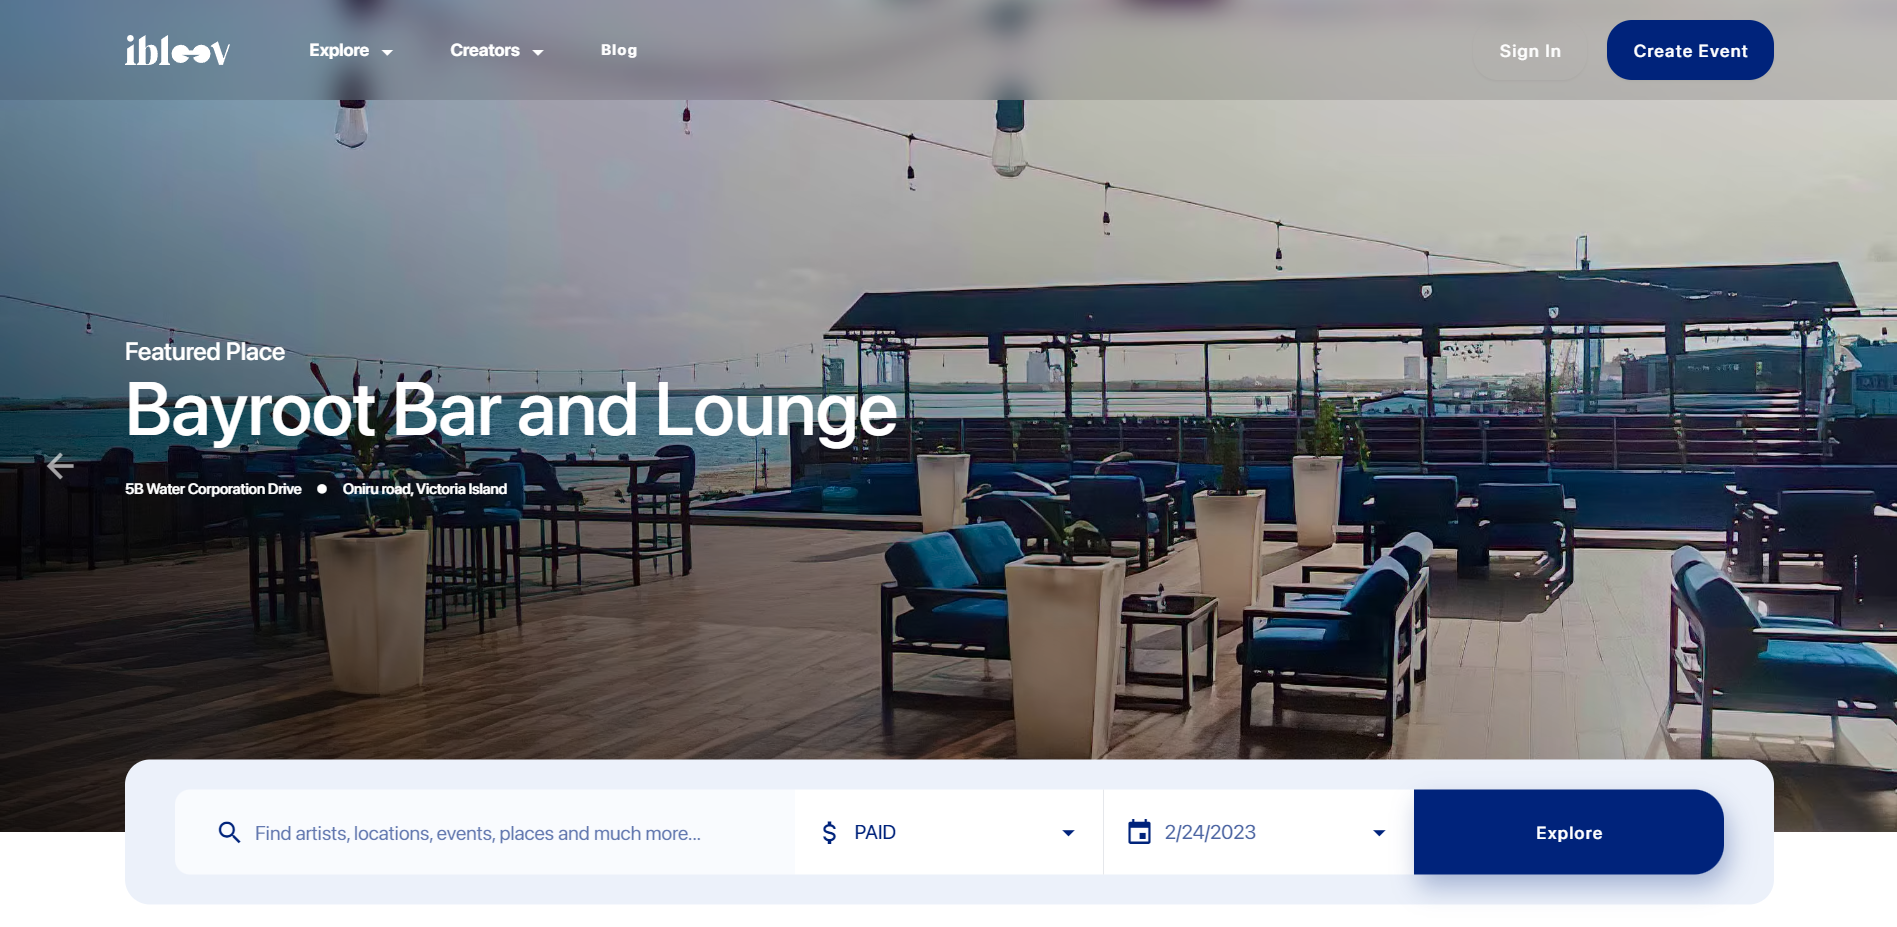 ibloov
Explore
Creators
Blog
Sign In
Create Event
Featured Place
Bayroot Bar and Lounge
5B Water Corporation Drive ● Oniru road, Victoria Island
Find artists, locations, events, places and much more...
$ PAID
2/24/2023
Explore